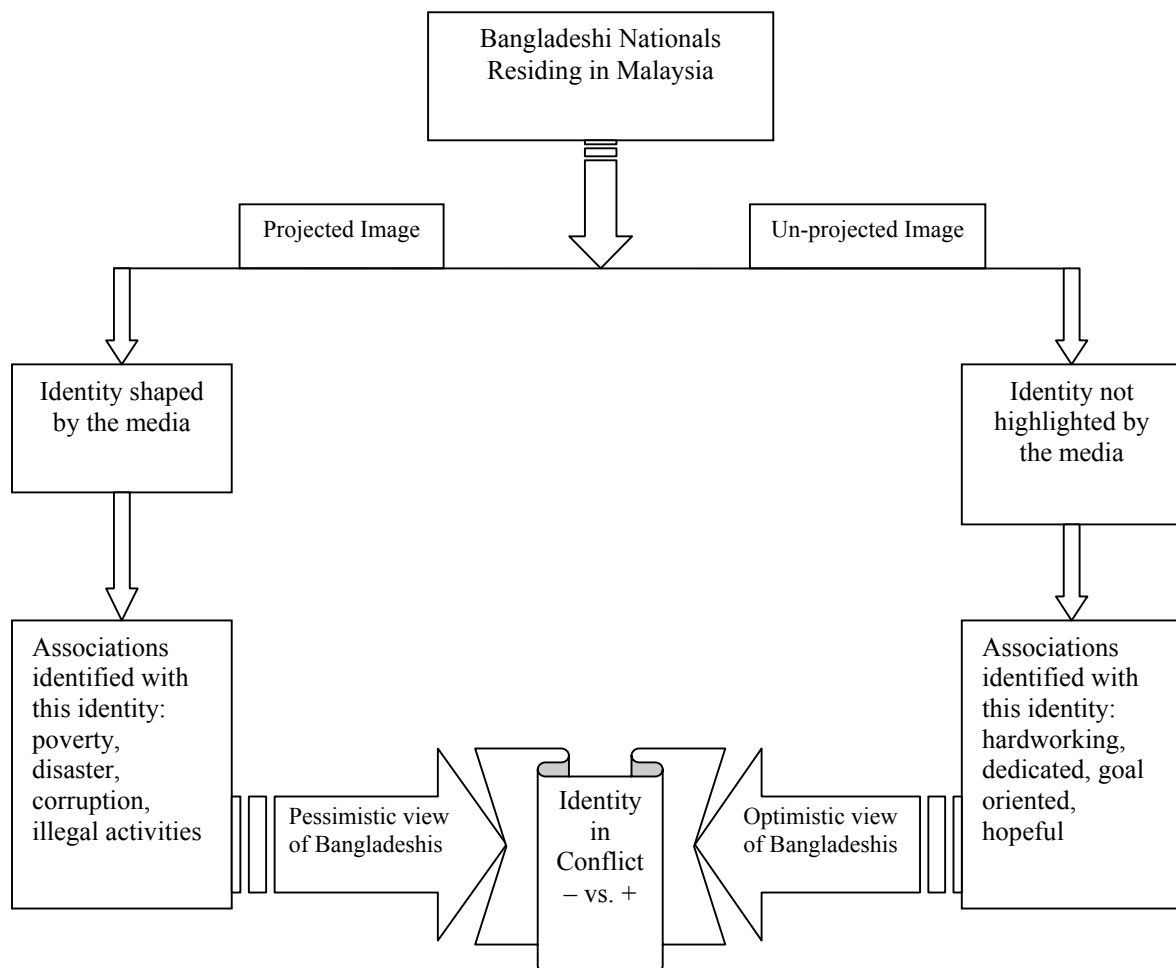 Bangladeshi Nationals
Residing in Malaysia
Projected Image
Un-projected Image
Identity shaped
by the media
Identity not
highlighted by
the media
Associations
identified with
this identity:
poverty,
disaster,
corruption,
illegal activities
Associations
identified with
this identity:
hardworking,
dedicated, goal
oriented,
hopeful
Pessimistic view
of Bangladeshis
Identity
in
Conflict
– vs. +
Optimistic view
of Bangladeshis